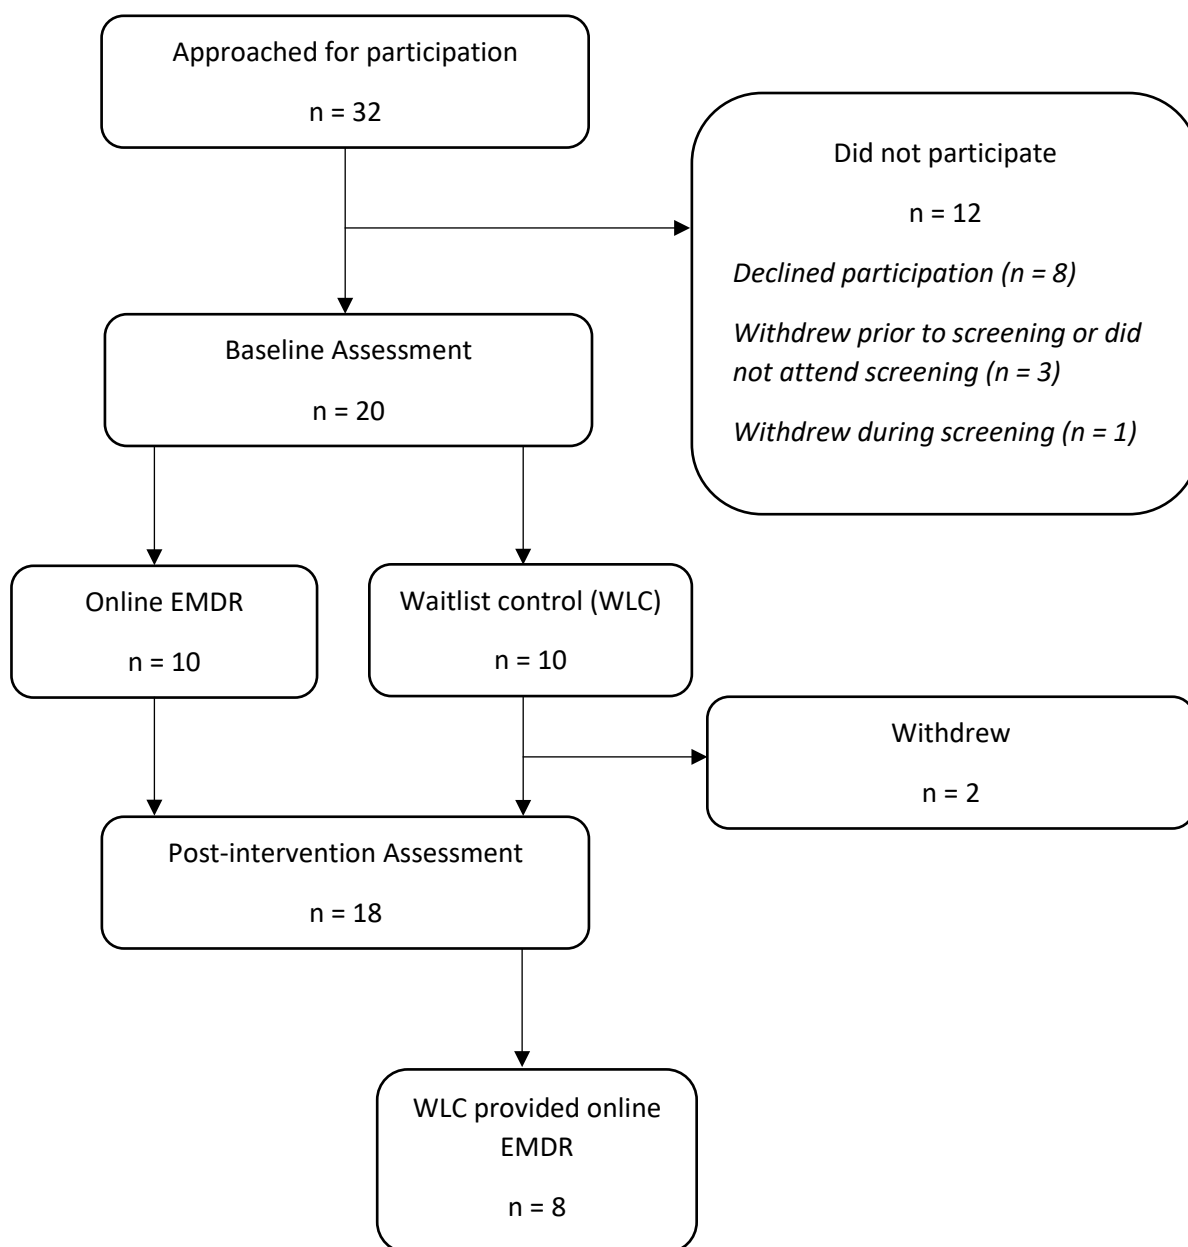 Approached for participation
n = 32
Did not participate
n = 12
Declined participation (n = 8)
Withdrew prior to screening or did
not attend screening (n = 3)
Withdrew during screening (n = 1)
Baseline Assessment
n = 20
Online EMDR
n = 10
Waitlist control (WLC)
n = 10
Withdrew
n = 2
Post-intervention Assessment
n = 18
WLC provided online
EMDR
n = 8